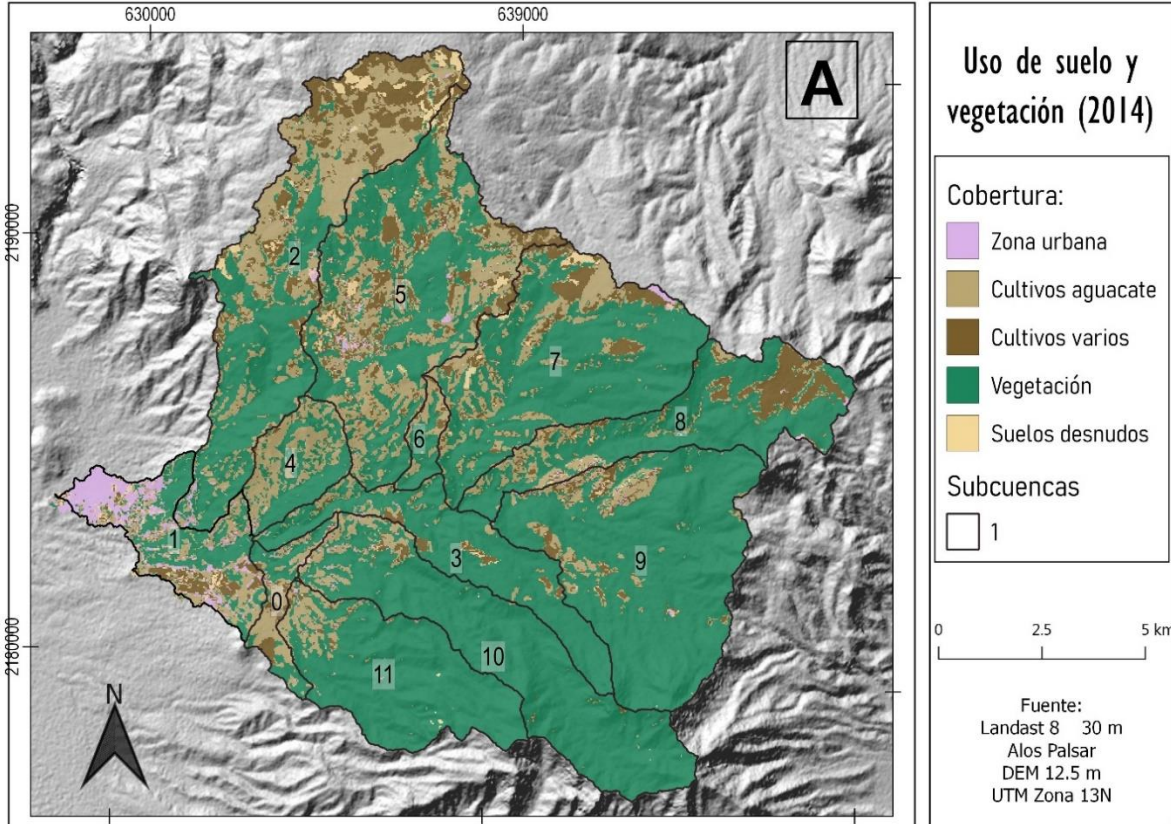 630000
639000
2190000
2180000
A
2
5
7
8
6
4
1
3
9
0
10
11
N
Uso de suelo y
vegetación (2014)
Cobertura:
Zona urbana
Cultivos aguacate
Cultivos varios
Vegetación
Suelos desnudos
Subcuencas
1
0 2.5 5 km
Fuente:
Landast 8 30 m
Alos Palsar
DEM 12.5 m
UTM Zona 13N